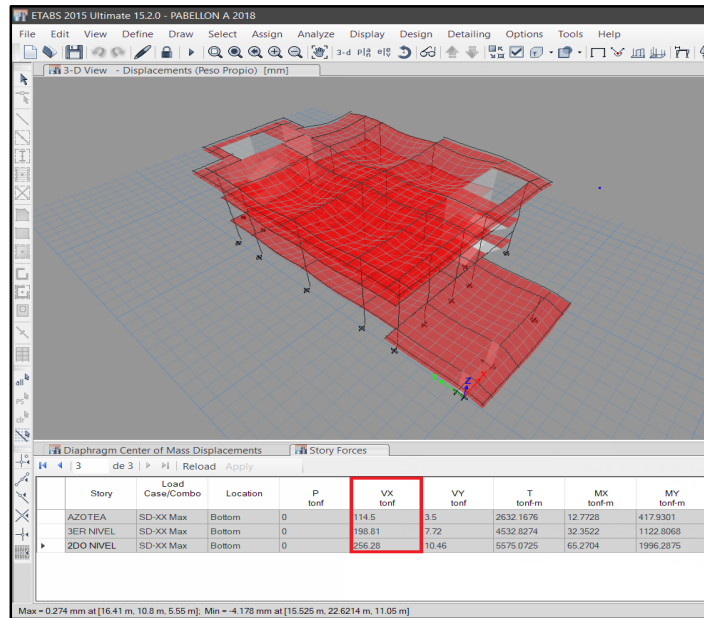 ETABS 2015 Ultimate 15.2.0 - PABELLON A 2018
File Edit View Define Draw Select Assign Analyze Display Design Detailing Options Tools Help
3-d
3-D View - Displacements (Peso Propio) [mm]
all
PS
clr
Z
Diaphragm Center of Mass Displacements Story Forces
3 de 3 Reload Apply
Story Load Case/Combo Location P tonf VX tonf VY tonf T tonf-m MX tonf-m MY tonf-m
AZOTEA SD-XX Max Bottom 0 114.5 3.5 2632.1676 12.7728 417.9301
3ER NIVEL SD-XX Max Bottom 0 198.81 7.72 4532.8274 32.3522 1122.8068
2DO NIVEL SD-XX Max Bottom 0 256.28 10.46 5575.0725 65.2704 1996.2875
Max = 0.274 mm at [16.41 m, 10.8 m, 5.55 m]; Min = -4.178 mm at [15.525 m, 22.6214 m, 11.05 m]